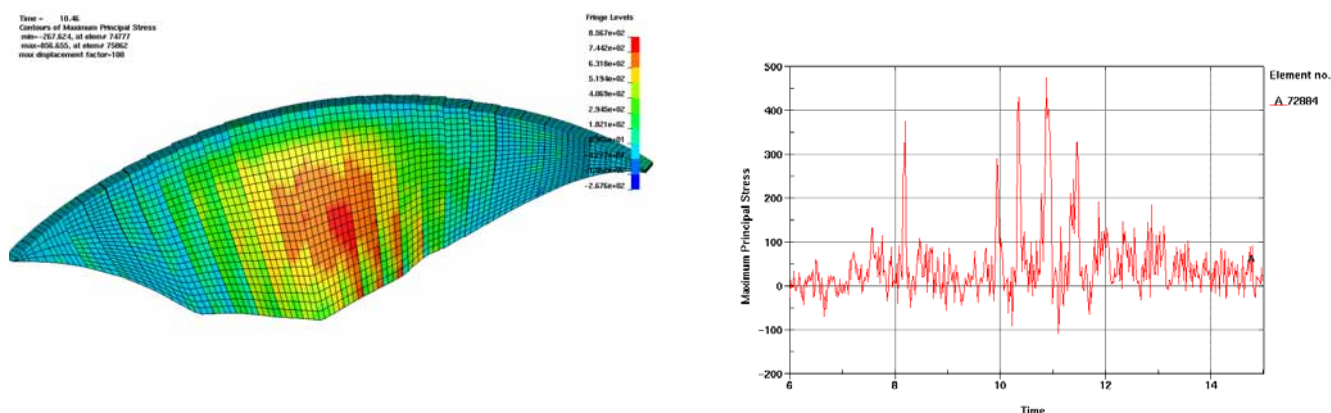 Time = 10.46
Contours of Maximum Principal Stress
min=-267.624, at elem# 74777
max=856.655, at elem# 75862
max displacement factor=100
Fringe Levels
8.567e+02
7.442e+02
6.318e+02
5.194e+02
4.069e+02
2.945e+02
1.821e+02
-2.676e+02
500
400
300
200
100
0
-100
-200
Maximum Principal Stress
6
8
10
12
14
Time
Element no.
A 72884
A